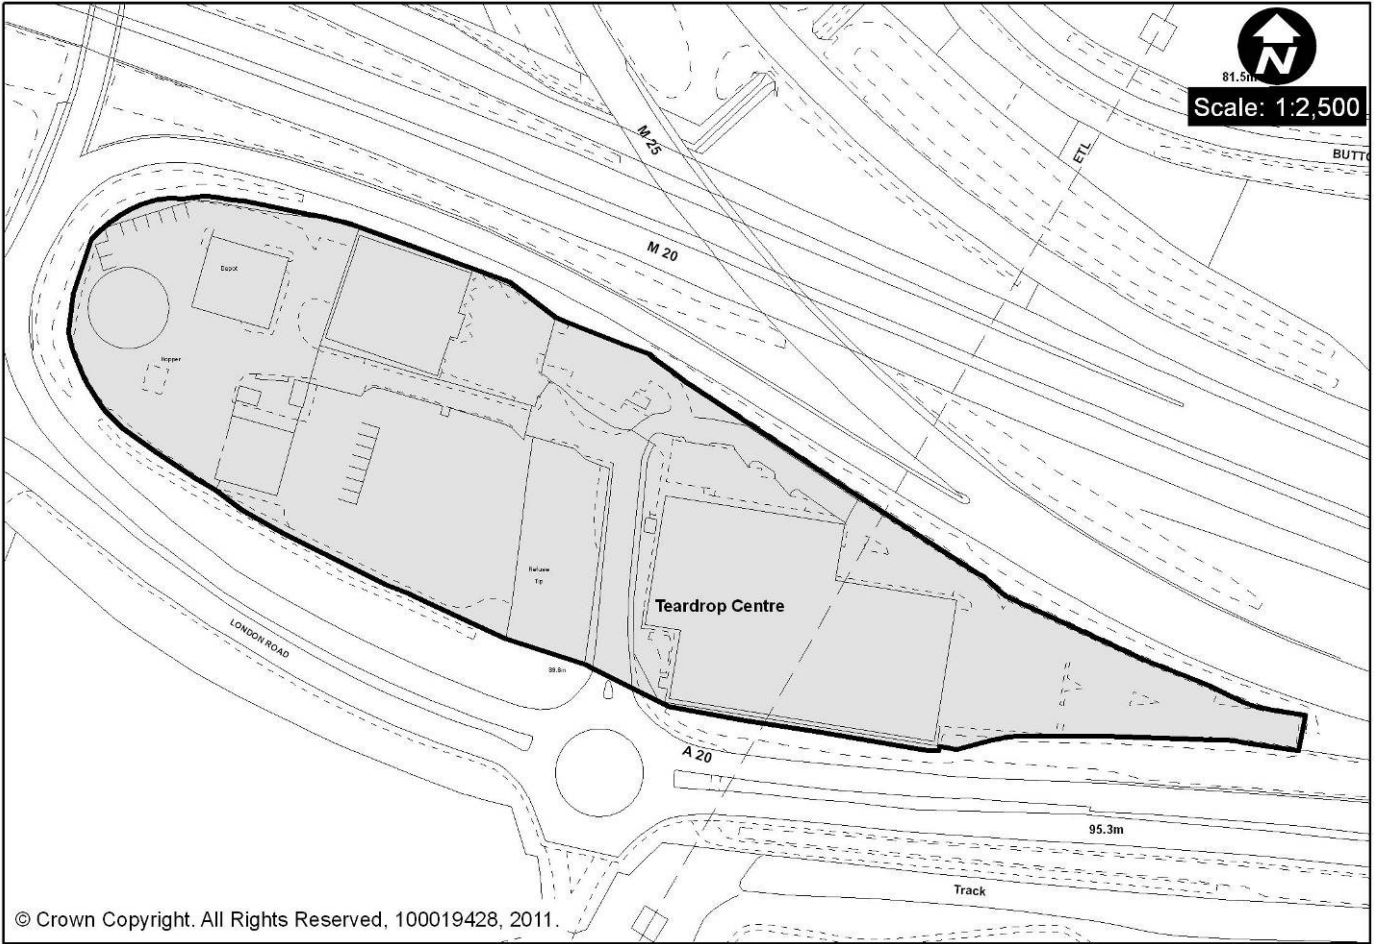 N
81.5m
Scale: 1:2,500
M 25
ETL
BUTTO
M 20
Depot
Hopper
Refuse
Tip
Teardrop Centre
LONDON ROAD
A 20
95.3m
Track
© Crown Copyright. All Rights Reserved, 100019428, 2011.